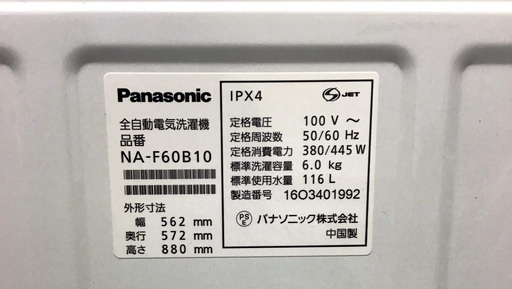 Panasonic
全自動電気洗濯機
品番
NA-F60B10
外形寸法
幅 562 mm
奥行 572 mm
高さ 880 mm
IPX4
S JET
定格電圧 100 V ～
定格周波数 50/60 Hz
定格消費電力 380/445 W
標準洗濯容量 6.0 kg
標準使用水量 116 L
製造番号 16O3401992
PS E パナソニック株式会社
中国製